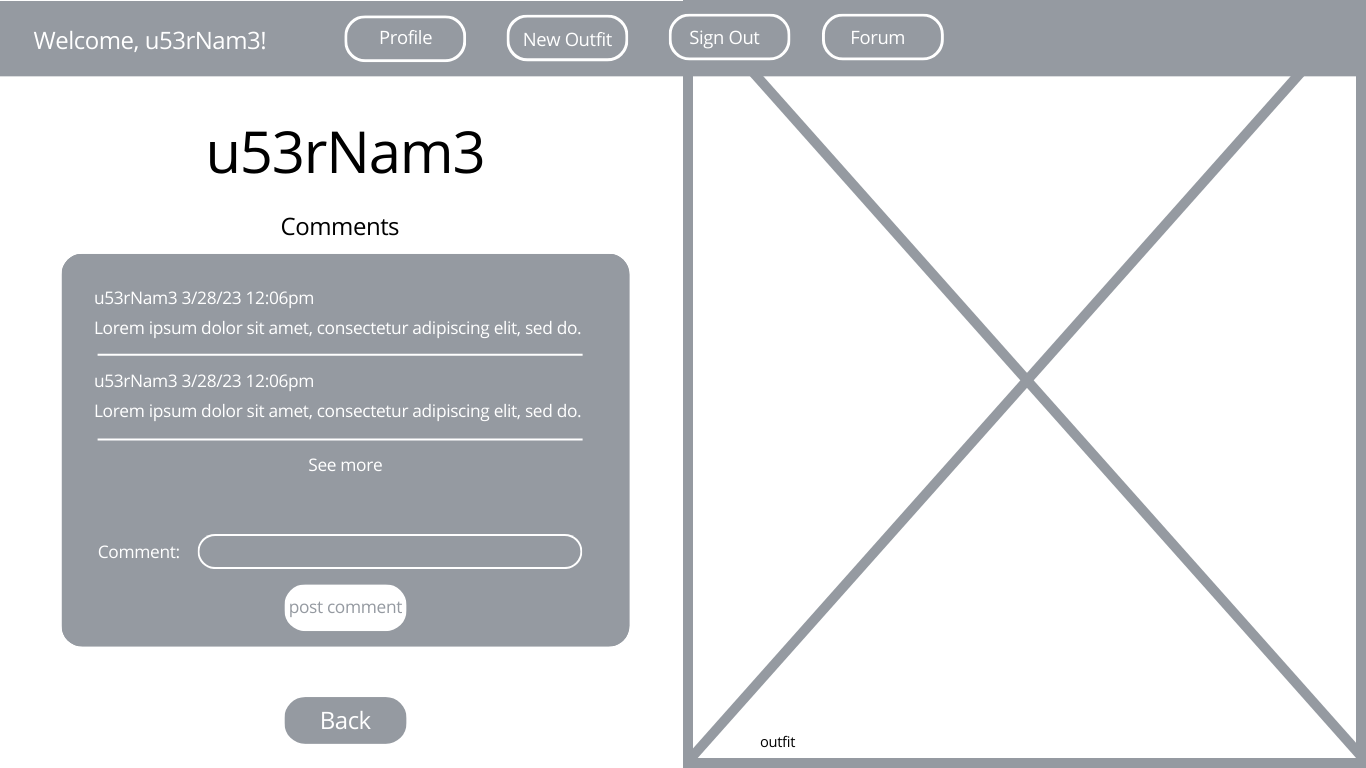 Welcome, u53rNam3!
Profile
New Outfit
Sign Out
Forum
u53rNam3
Comments
u53rNam3 3/28/23 12:06pm
Lorem ipsum dolor sit amet, consectetur adipiscing elit, sed do.
u53rNam3 3/28/23 12:06pm
Lorem ipsum dolor sit amet, consectetur adipiscing elit, sed do.
See more
Comment:
post comment
Back
outfit